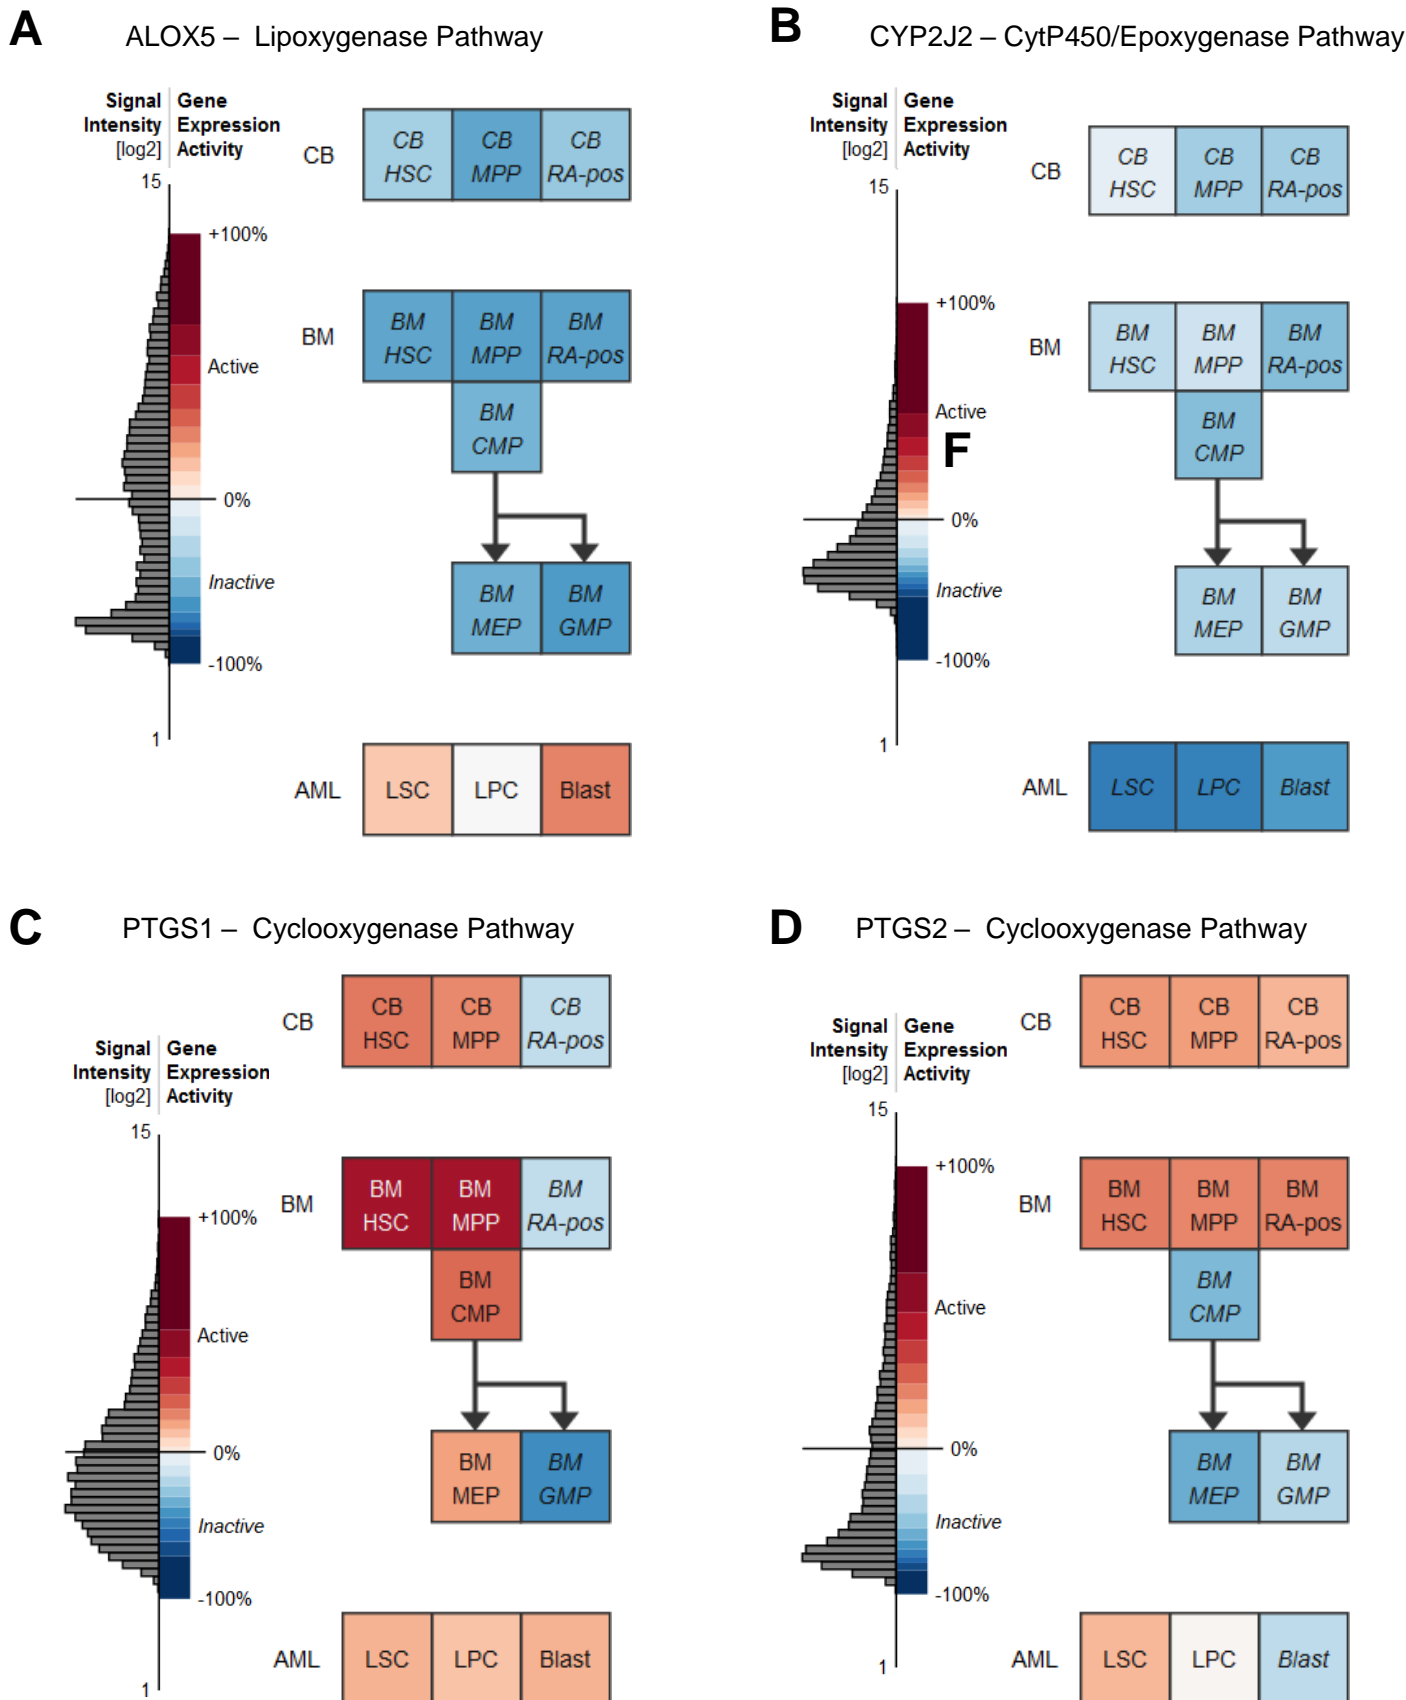 A
ALOX5 – Lipoxygenase Pathway
Signal Gene
Intensity Expression
[log2] Activity
15
+100%
Active
0%
Inactive
-100%
1
CB
CB HSC
CB MPP
CB RA-pos
BM
BM HSC
BM MPP
BM RA-pos
BM CMP
BM MEP
BM GMP
AML
LSC
LPC
Blast
B
CYP2J2 – CytP450/Epoxygenase Pathway
Signal Gene
Intensity Expression
[log2] Activity
15
+100%
Active
F
0%
Inactive
-100%
1
CB
CB HSC
CB MPP
CB RA-pos
BM
BM HSC
BM MPP
BM RA-pos
BM CMP
BM MEP
BM GMP
AML
LSC
LPC
Blast
C
PTGS1 – Cyclooxygenase Pathway
Signal Gene
Intensity Expression
[log2] Activity
15
+100%
Active
0%
Inactive
-100%
1
CB
CB HSC
CB MPP
CB RA-pos
BM
BM HSC
BM MPP
BM RA-pos
BM CMP
BM MEP
BM GMP
AML
LSC
LPC
Blast
D
PTGS2 – Cyclooxygenase Pathway
Signal Gene
Intensity Expression
[log2] Activity
15
+100%
Active
0%
Inactive
-100%
1
CB
CB HSC
CB MPP
CB RA-pos
BM
BM HSC
BM MPP
BM RA-pos
BM CMP
BM MEP
BM GMP
AML
LSC
LPC
Blast